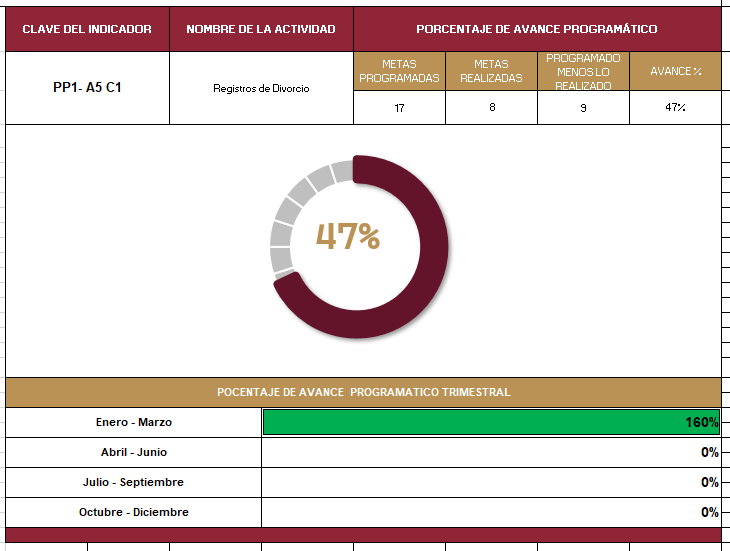 CLAVE DEL INDICADOR
NOMBRE DE LA ACTIVIDAD
PORCENTAJE DE AVANCE PROGRAMÁTICO
METAS
PROGRAMADAS
METAS
REALIZADAS
PROGRAMADO
MENOS LO
REALIZADO
AVANCE %
PP1- A5 C1
Registros de Divorcio
17
8
9
47%
47%
POCENTAJE DE AVANCE PROGRAMATICO TRIMESTRAL
Enero - Marzo
160%
Abril - Junio
0%
Julio - Septiembre
0%
Octubre - Diciembre
0%